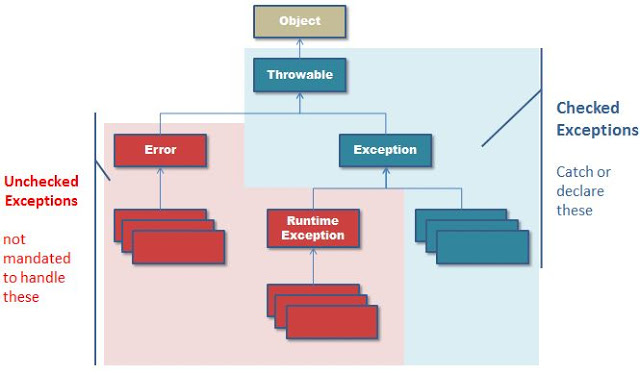 Object
Throwable
Error
Exception
Checked
Exceptions
Catch or
declare
these
Unchecked
Exceptions
not
mandated
to handle
these
Runtime
Exception